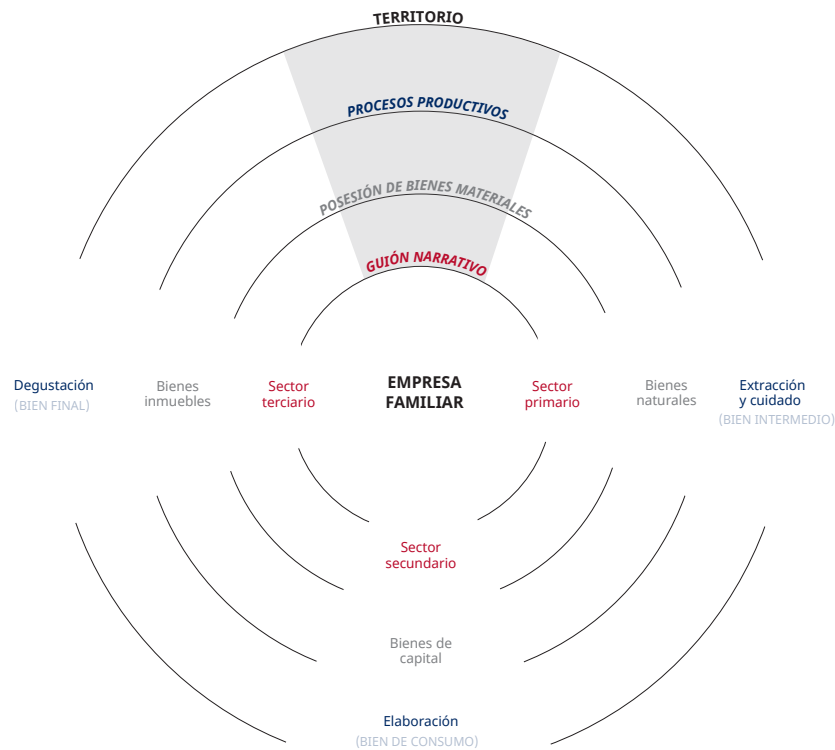 TERRITORIO
PROCESOS PRODUCTIVOS
POSESIÓN DE BIENES MATERIALES
GUIÓN NARRATIVO
Degustación
(BIEN FINAL)
Bienes
inmuebles
Sector
terciario
EMPRESA
FAMILIAR
Sector
primario
Bienes
naturales
Extracción
y cuidado
(BIEN INTERMEDIO)
Sector
secundario
Bienes de
capital
Elaboración
(BIEN DE CONSUMO)